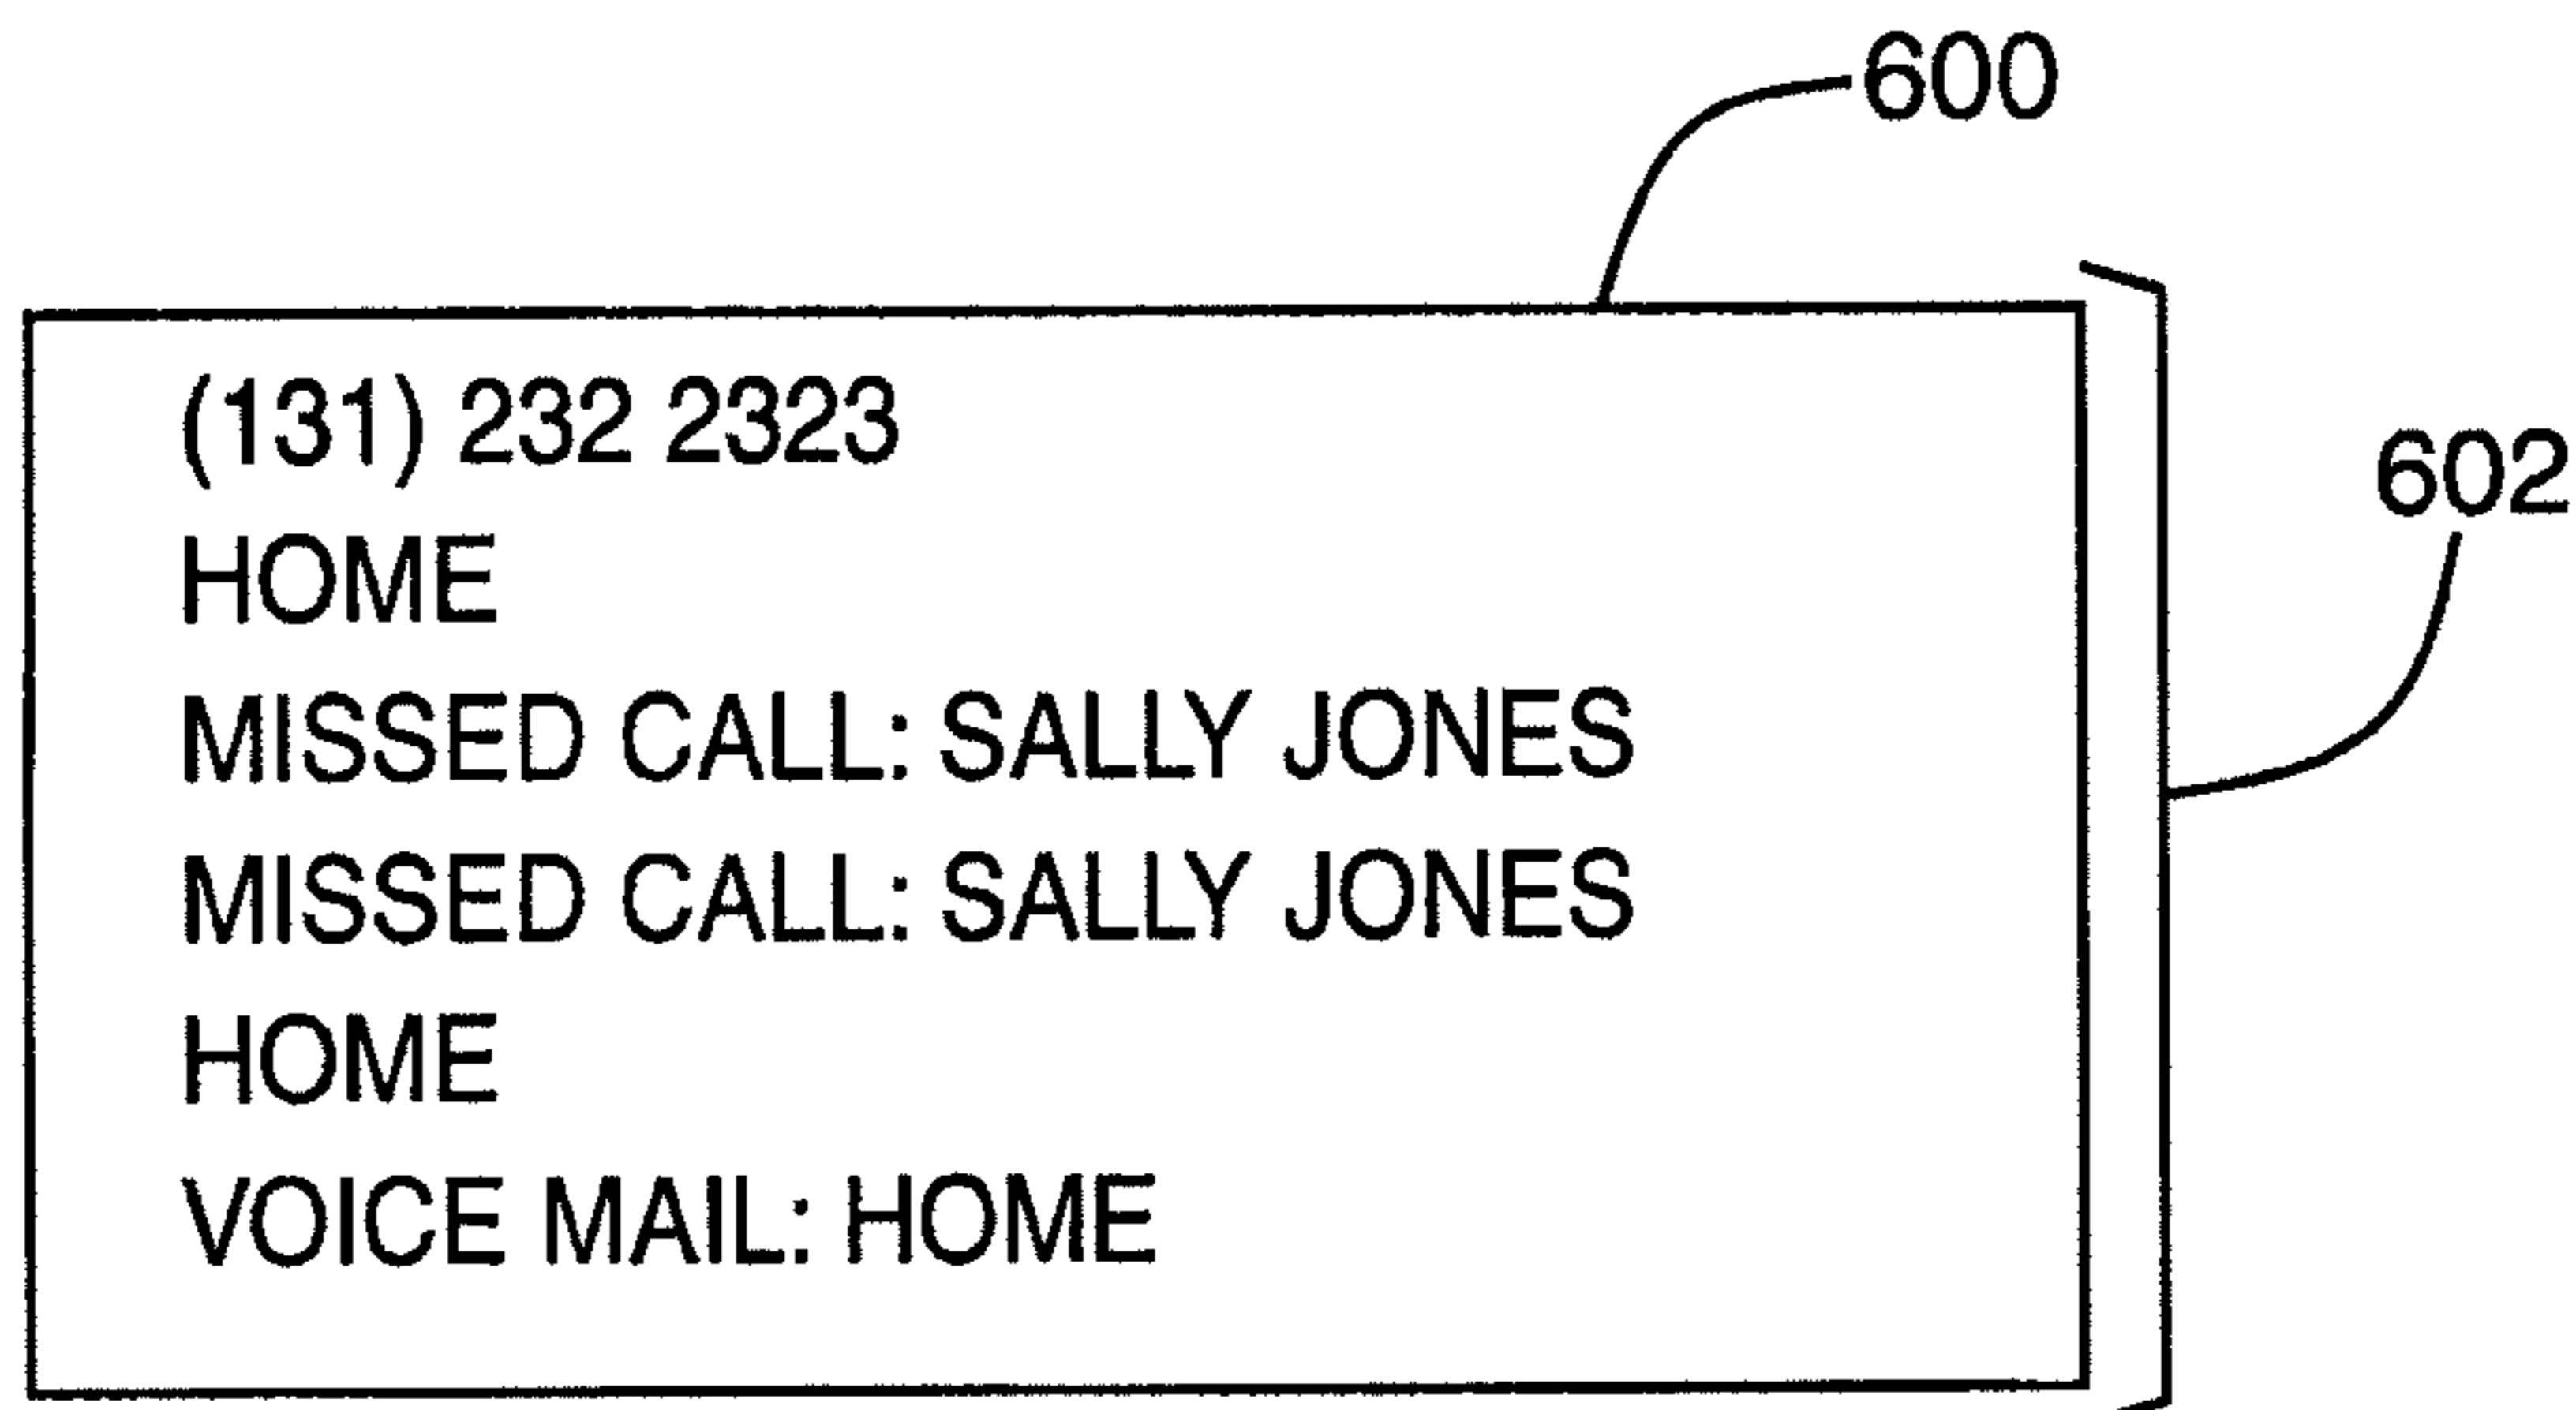 600
(131) 232 2323
HOME
MISSED CALL: SALLY JONES
MISSED CALL: SALLY JONES
HOME
VOICE MAIL: HOME
602